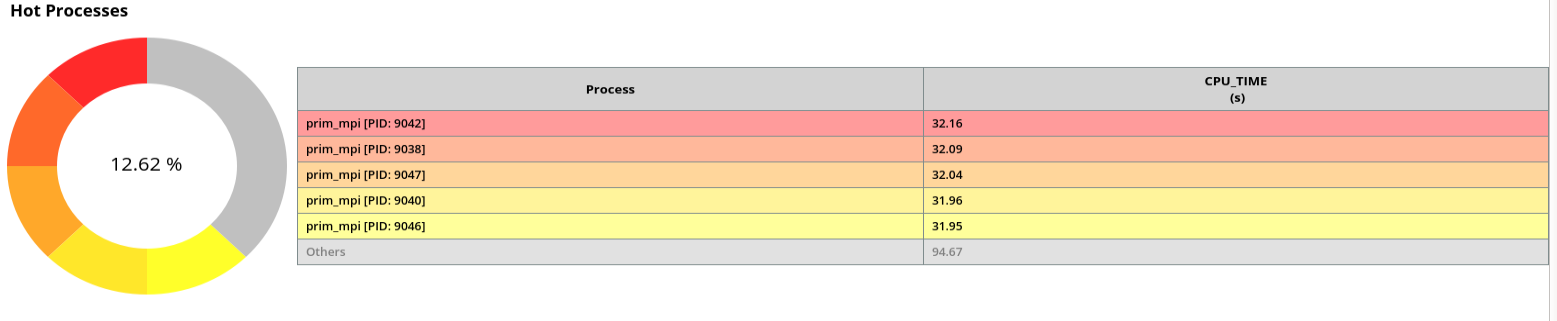 Hot Processes
12.62 %
Process
CPU_TIME
(s)
prim_mpi [PID: 9042] 32.16
prim_mpi [PID: 9038] 32.09
prim_mpi [PID: 9047] 32.04
prim_mpi [PID: 9040] 31.96
prim_mpi [PID: 9046] 31.95
Others 94.67